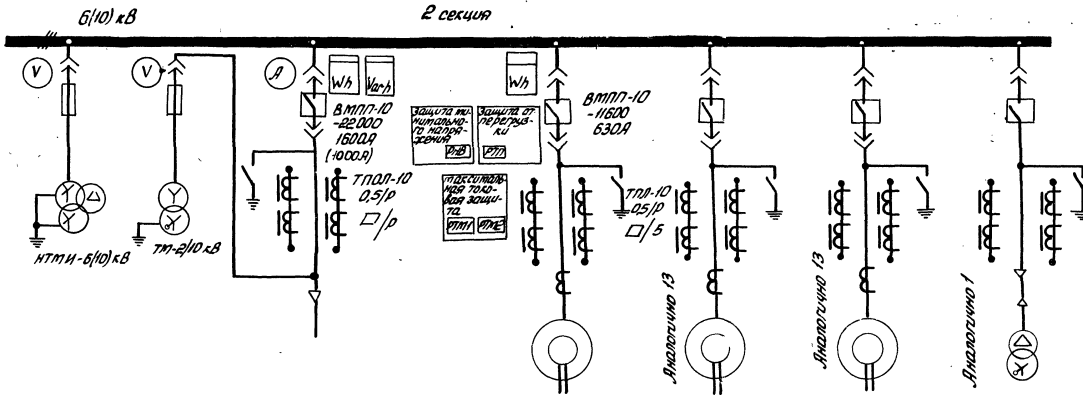 6(10) кВ
2 секция
V
V
А
Wh
Varh
ВМПП-10
-22000
1600А
(1000А)
ТПОЛ-10
0,5/Р
□/Р
НТМИ-6(10) кВ
ТМ-2/10 кВ
Wh
Защита ми-
нимально-
го напря-
жения
РНВ
Защита от
перегруз-
ки
РТП
Максималь-
ная токо-
вая защи-
та
РТМ1
РТМ2
ВМПП-10
-11600
630А
ТПЛ-10
0,5/Р
□/5
Аналогично 13
Аналогично 13
Аналогично 1